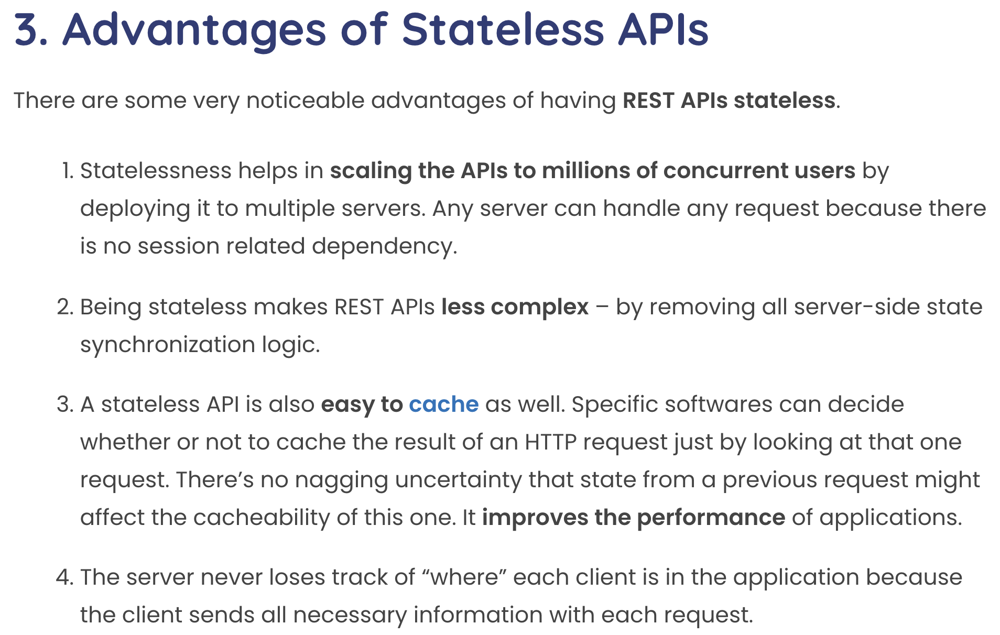 3. Advantages of Stateless APIs
There are some very noticeable advantages of having REST APIs stateless.
1. Statelessness helps in scaling the APIs to millions of concurrent users by
deploying it to multiple servers. Any server can handle any request because there
is no session related dependency.
2. Being stateless makes REST APIs less complex – by removing all server-side state
synchronization logic.
3. A stateless API is also easy to cache as well. Specific softwares can decide
whether or not to cache the result of an HTTP request just by looking at that one
request. There’s no nagging uncertainty that state from a previous request might
affect the cacheability of this one. It improves the performance of applications.
4. The server never loses track of “where” each client is in the application because
the client sends all necessary information with each request.